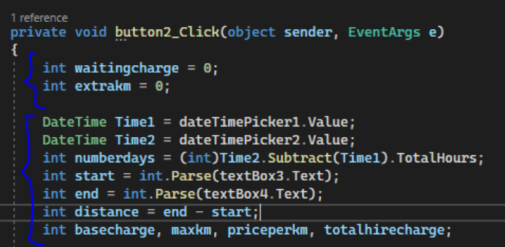 1 reference
private void button2_Click(object sender, EventArgs e)
{
int waitingcharge = 0;
int extrakm = 0;
DateTime Time1 = dateTimePicker1.Value;
DateTime Time2 = dateTimePicker2.Value;
int numberdays = (int)Time2.Subtract(Time1).TotalHours;
int start = int.Parse(textBox3.Text);
int end = int.Parse(textBox4.Text);
int distance = end - start;
int basecharge, maxkm, priceperkm, totalhirecharge;